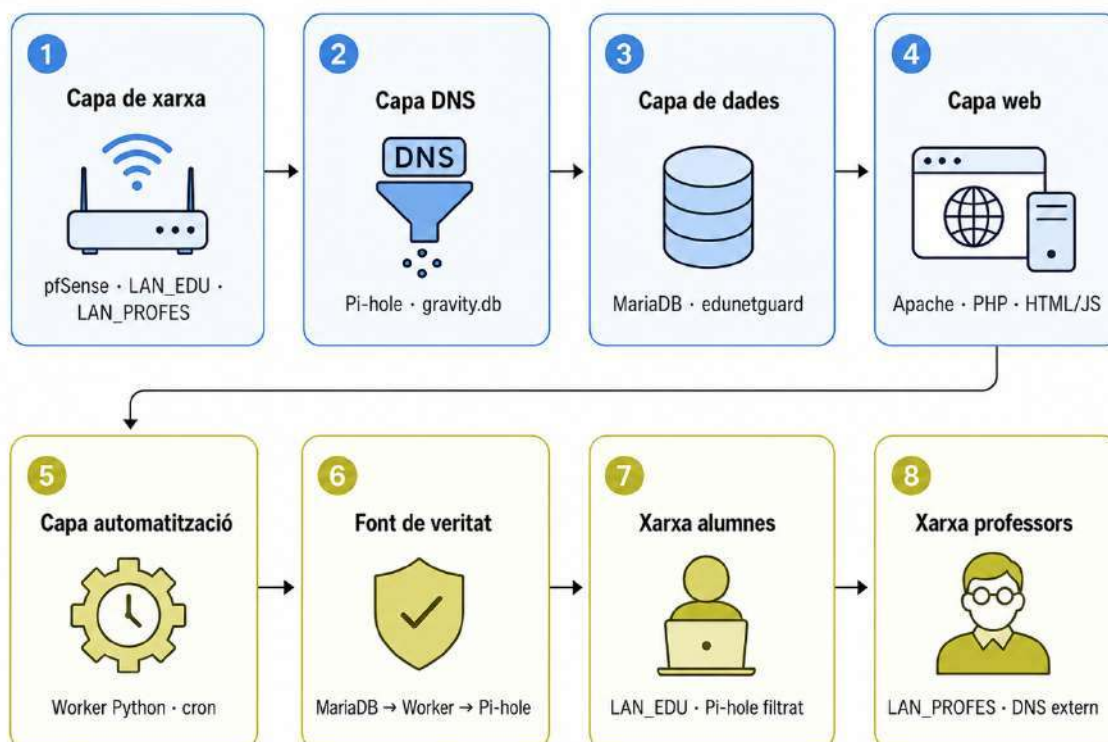 1
Capa de xarxa
pfSense · LAN_EDU ·
LAN_PROFES
2
Capa DNS
DNS
Pi-hole · gravity.db
3
Capa de dades
MariaDB · edunetguard
4
Capa web
Apache · PHP · HTML/JS
5
Capa automatització
Worker Python · cron
6
Font de veritat
MariaDB → Worker → Pi-hole
7
Xarxa alumnes
LAN_EDU · Pi-hole filtrat
8
Xarxa professors
LAN_PROFES · DNS extern